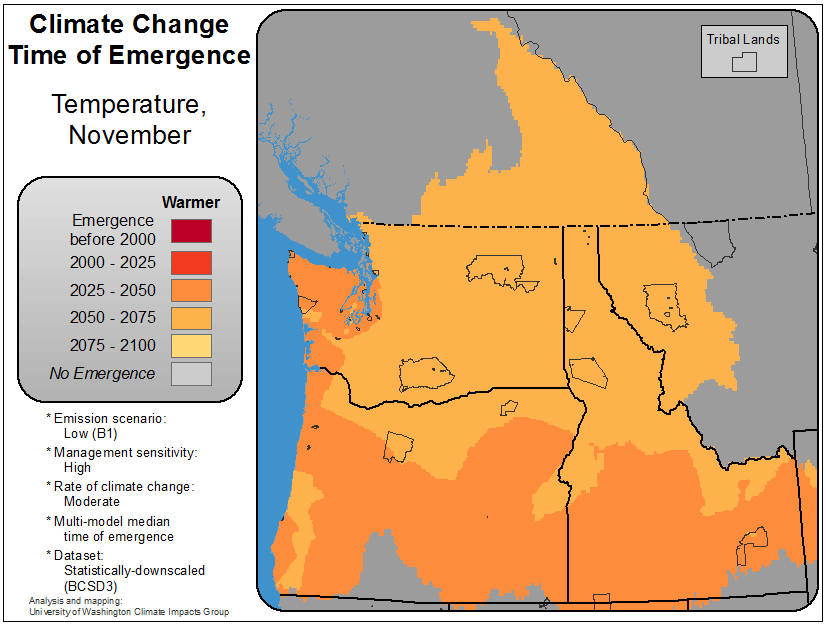 Climate Change
Time of Emergence
Temperature,
November
Warmer
Emergence
before 2000
2000 - 2025
2025 - 2050
2050 - 2075
2075 - 2100
No Emergence
* Emission scenario:
Low (B1)
* Management sensitivity:
High
* Rate of climate change:
Moderate
* Multi-model median
time of emergence
* Dataset:
Statistically-downscaled
(BCSD3)
Analysis and mapping:
University of Washington Climate Impacts Group
Tribal Lands